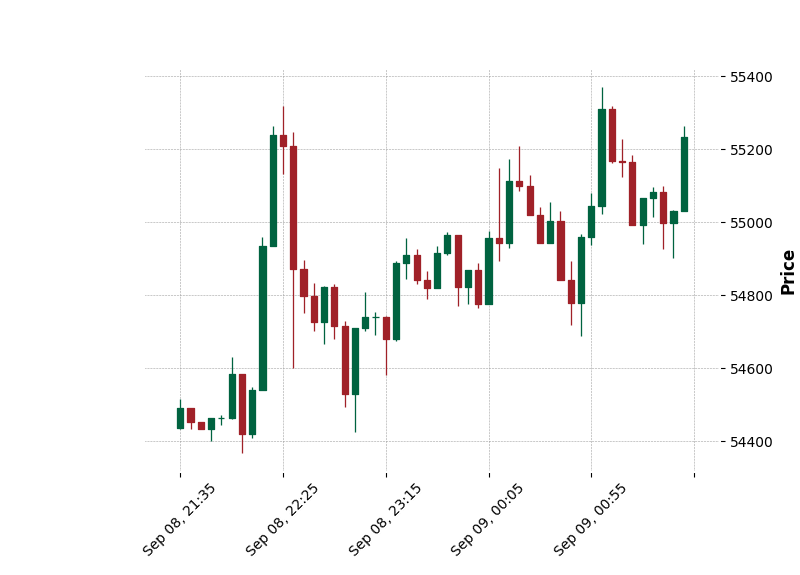 55400
55200
55000
54800
54600
54400
Price
Sep 08, 21:35
Sep 08, 22:25
Sep 08, 23:15
Sep 09, 00:05
Sep 09, 00:55